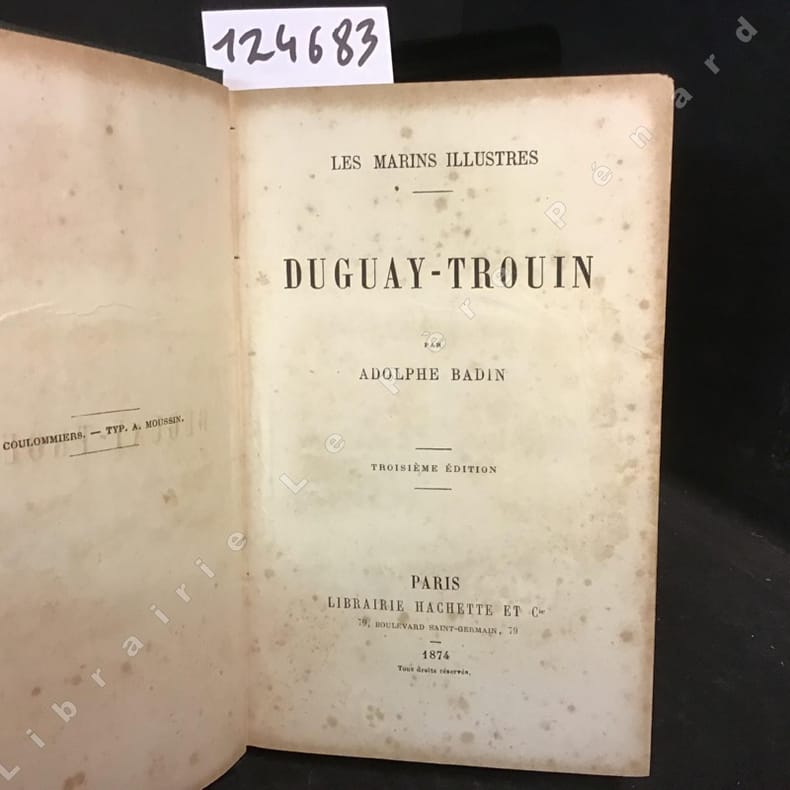 124683
LES MARINS ILLUSTRES
DUGUAY-TROUIN
PAR
ADOLPHE BADIN
TROISIÈME ÉDITION
PARIS
LIBRAIRIE HACHETTE ET Cie
79, BOULEVARD SAINT-GERMAIN, 79
1874
Tous droits réservés.
COULOMMIERS. — TYP. A. MOUSSIN.
Librairie Le Père Pénard